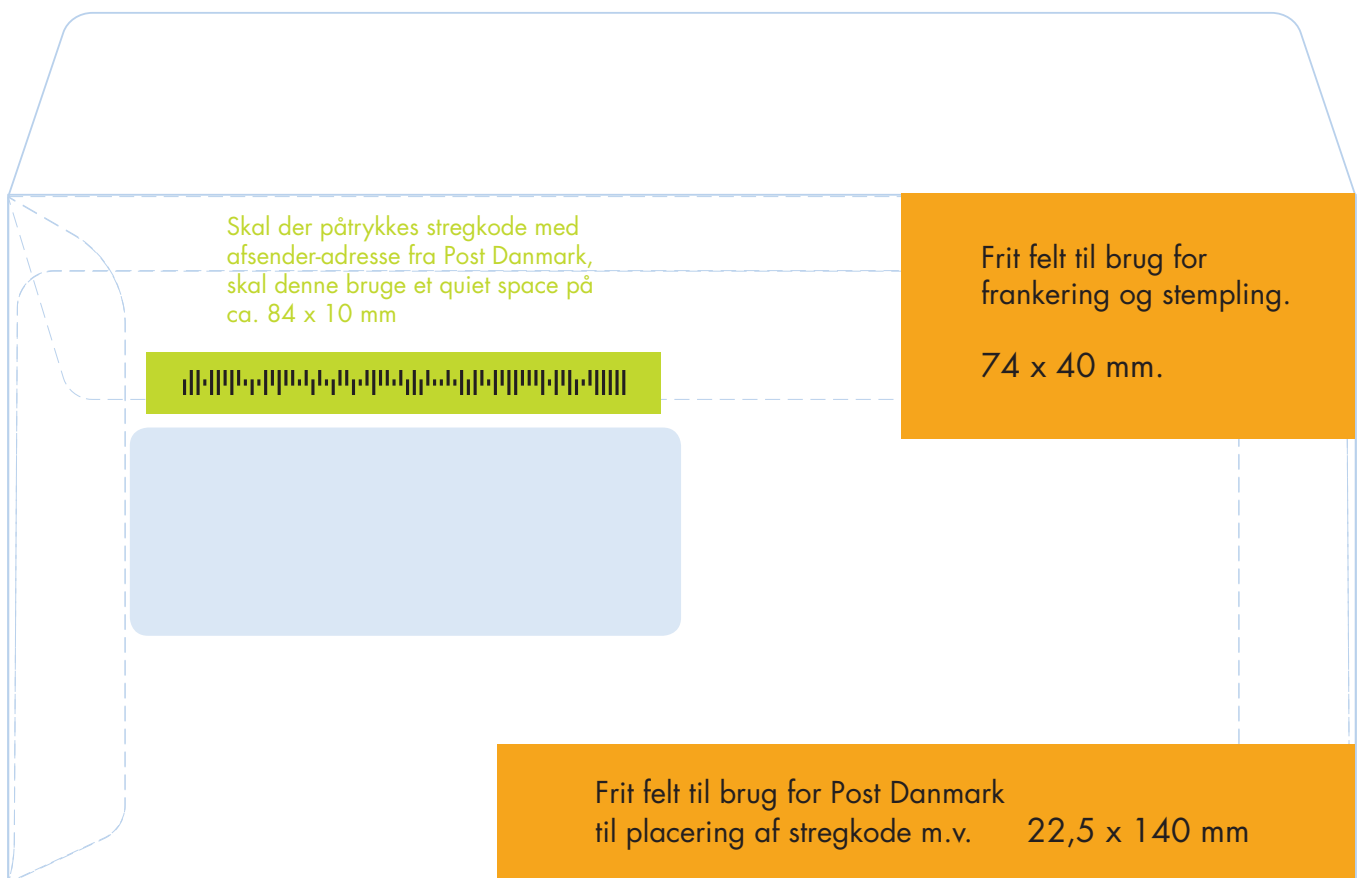 Skal der påtrykkes stregkode med
afsender-adresse fra Post Danmark,
skal denne bruge et quiet space på
ca. 84 x 10 mm
Frit felt til brug for
frankering og stempling.
74 x 40 mm.
Frit felt til brug for Post Danmark
til placering af stregkode m.v. 22,5 x 140 mm